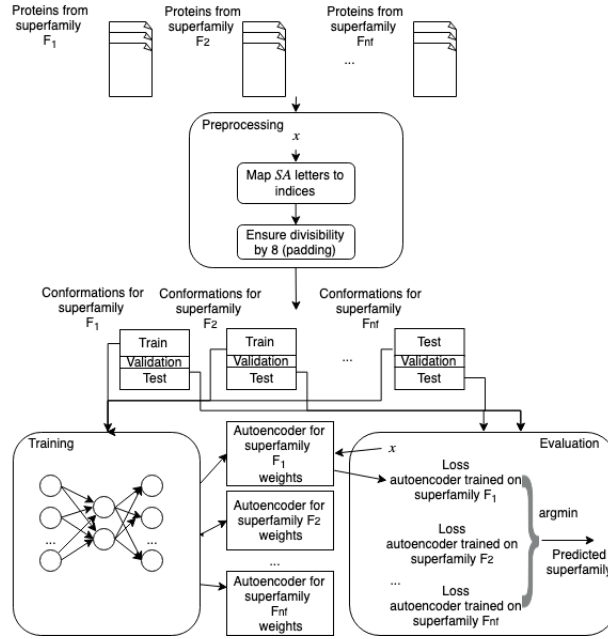 Proteins from
superfamily
F1
Proteins from
superfamily
F2
Proteins from
superfamily
Fnf
...
Preprocessing
x
Map SA letters to
indices
Ensure divisibility
by 8 (padding)
Conformations for
superfamily
F1
Conformations for
superfamily
F2
Conformations for
superfamily
Fnf
Train
Validation
Test
Train
Validation
Test
...
Test
Validation
Test
Training
...
...
Autoencoder for
superfamily
F1
weights
Autoencoder for
superfamily F2
weights
...
Autoencoder for
superfamily
Fnf
weights
Evaluation
x
Loss
autoencoder trained on
superfamily F1
Loss
autoencoder trained on
superfamily F2
...
Loss
autoencoder trained on
superfamily Fnf
argmin
Predicted
superfamily